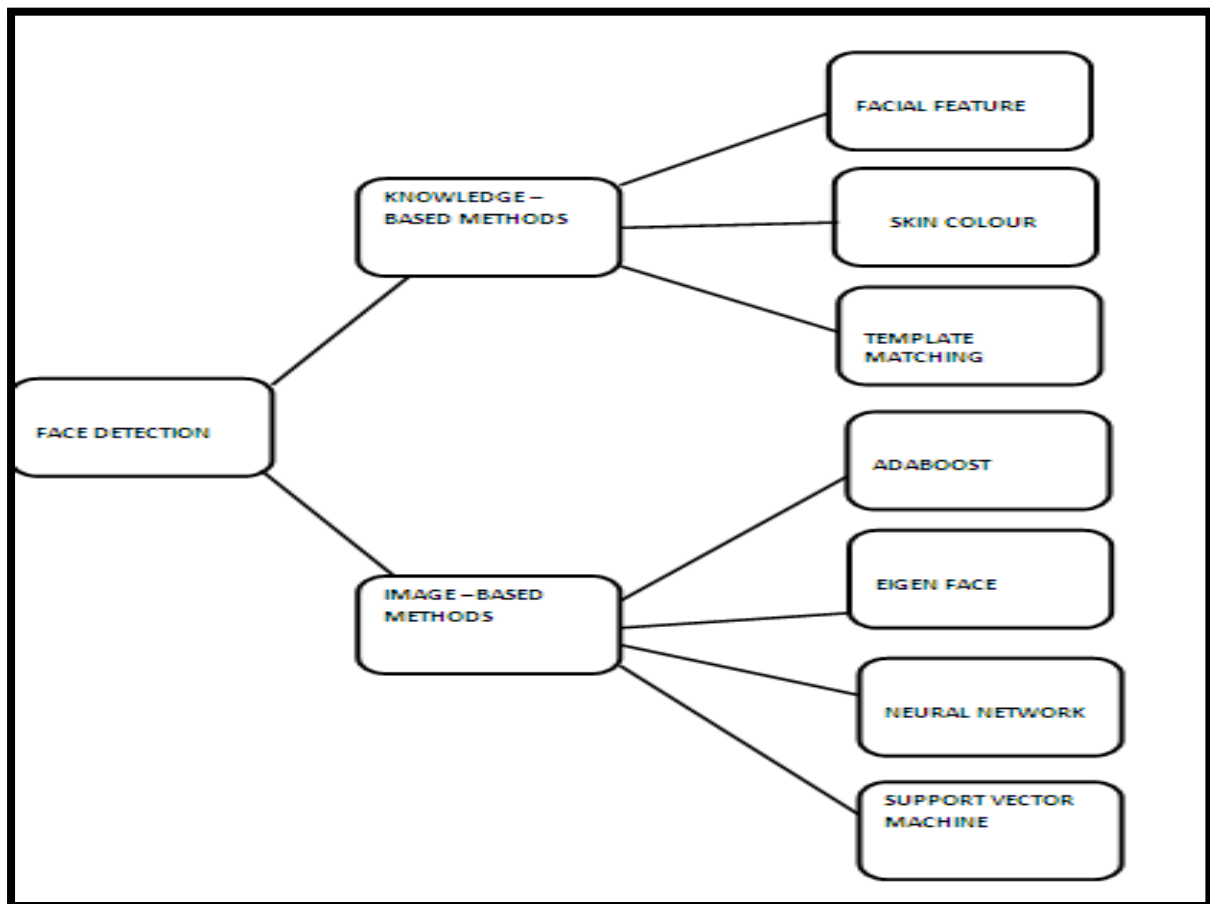 FACIAL FEATURE
KNOWLEDGE –
BASED METHODS
SKIN COLOUR
TEMPLATE
MATCHING
FACE DETECTION
ADABOOST
IMAGE –BASED
METHODS
EIGEN FACE
NEURAL NETWORK
SUPPORT VECTOR
MACHINE